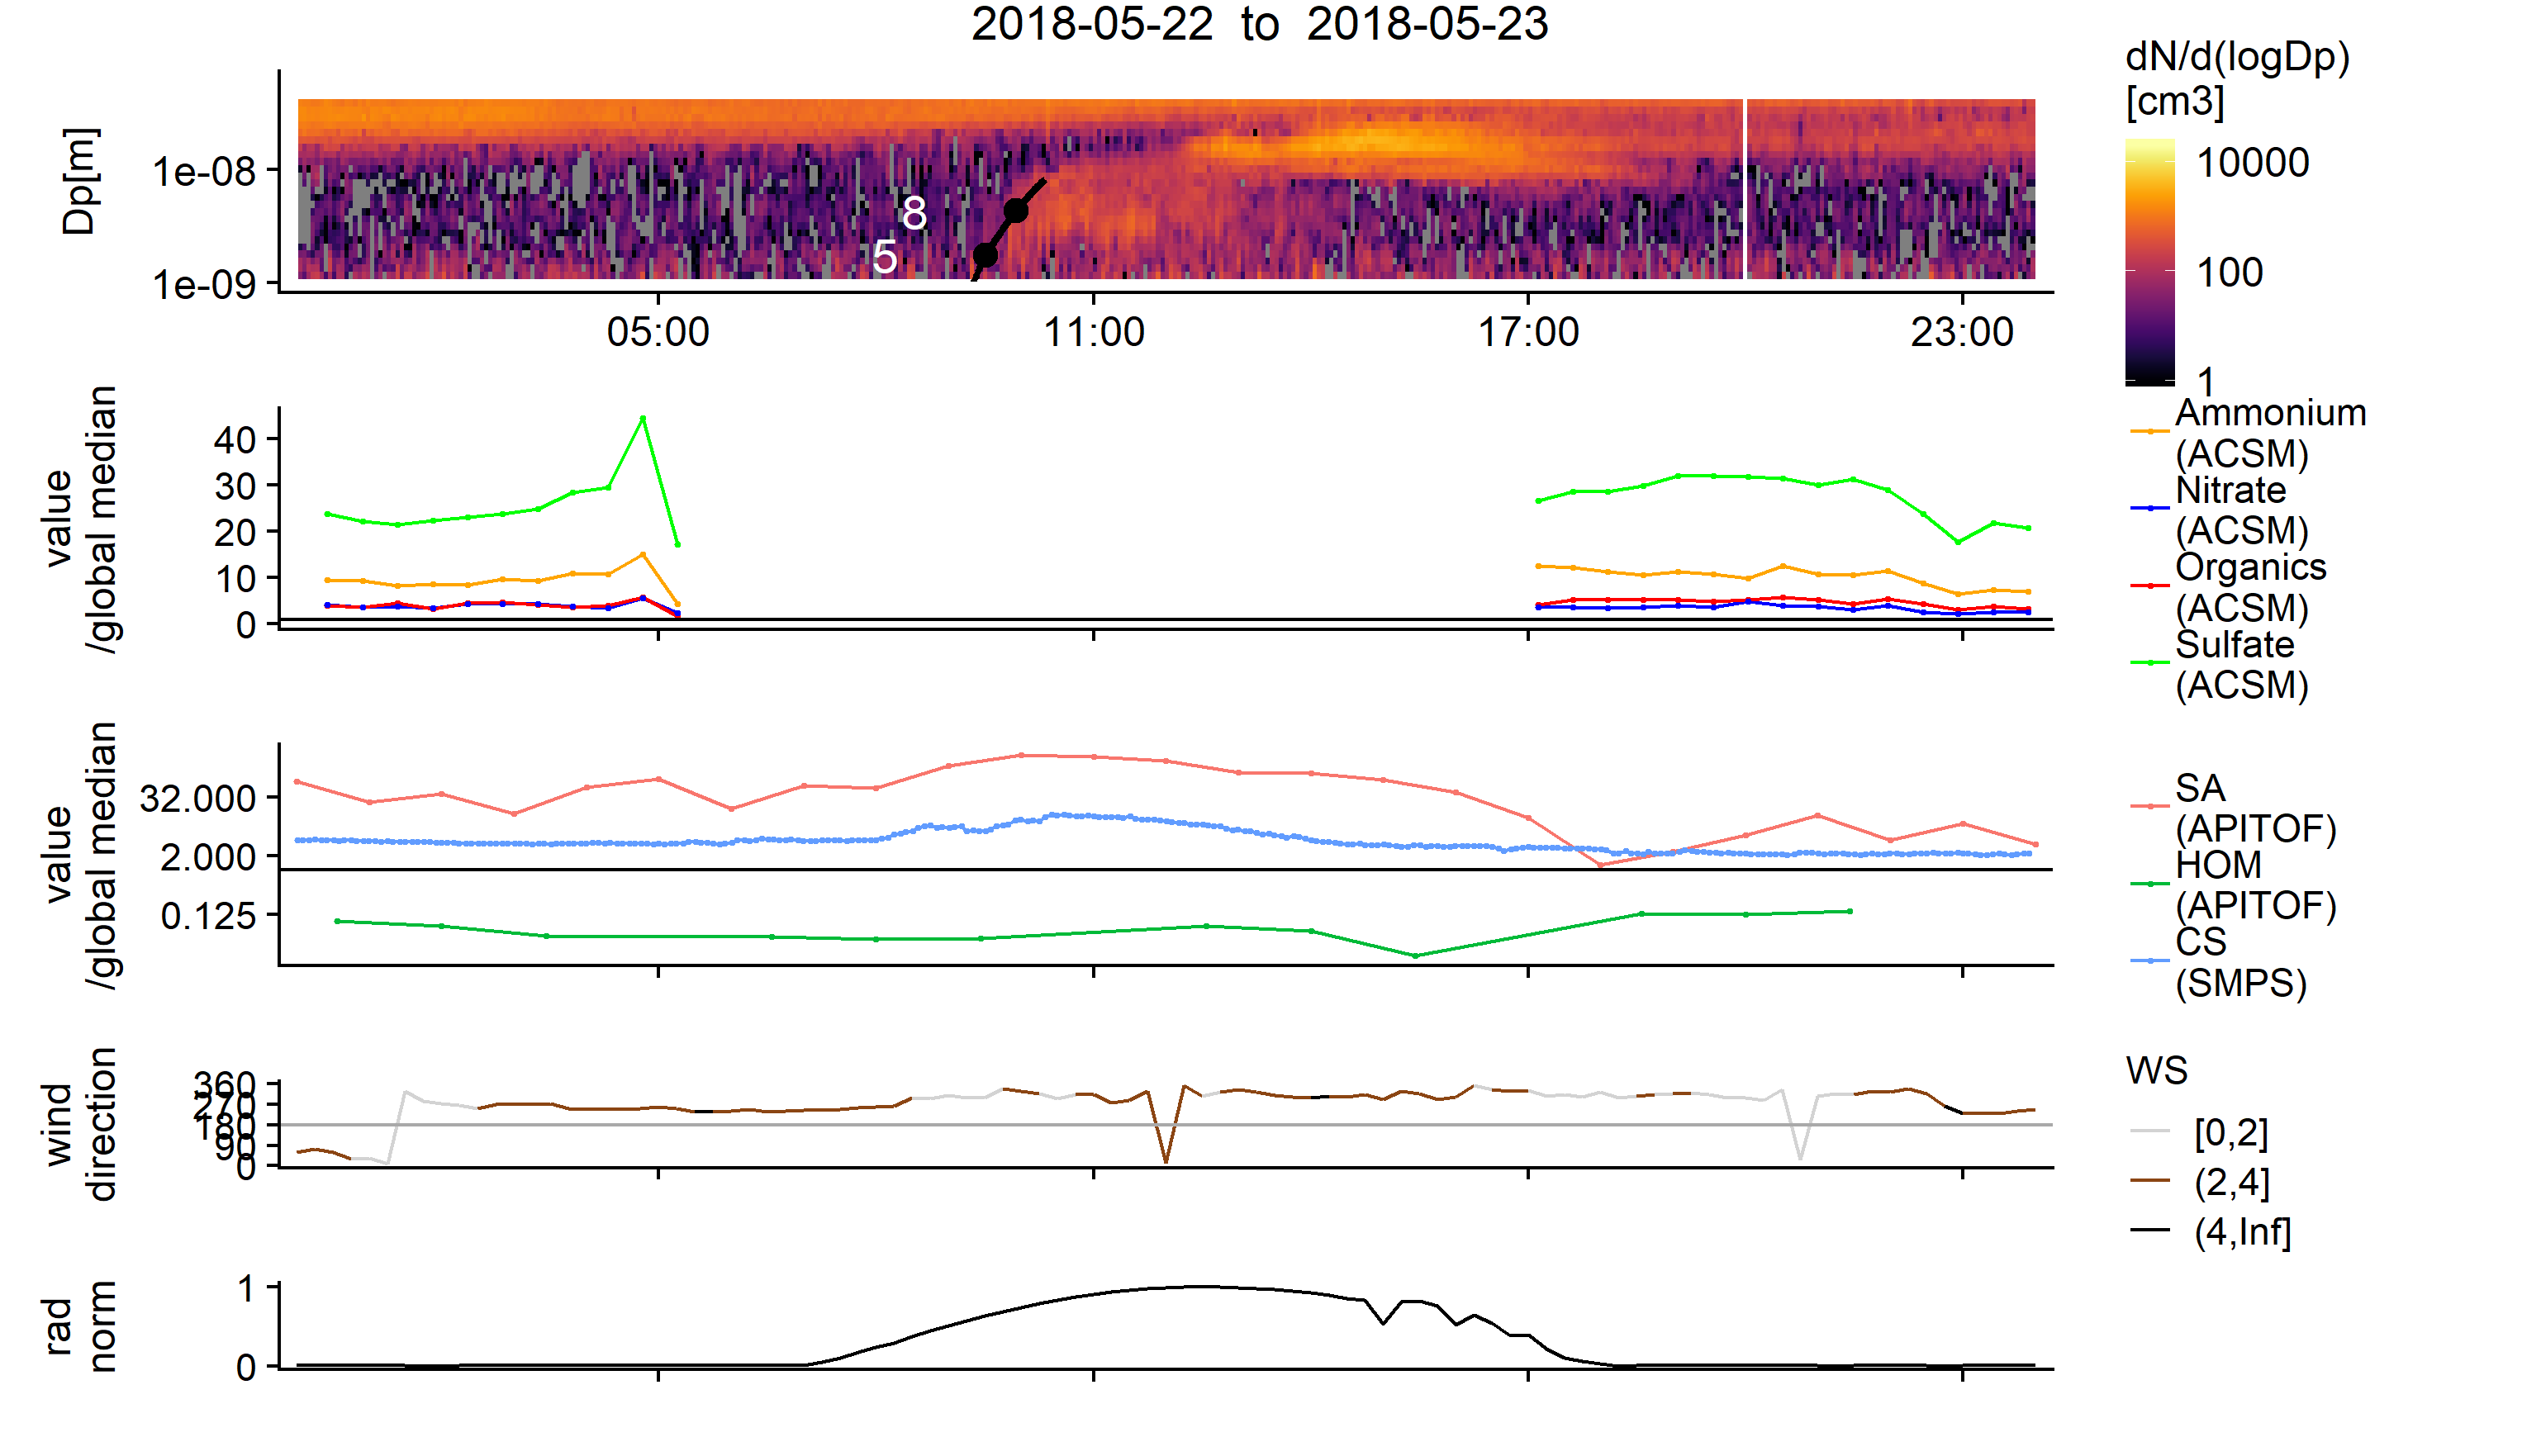 2018-05-22 to 2018-05-23
Dp[m]
1e-08
1e-09
8
5
05:00
11:00
17:00
23:00
dN/d(logDp)
[cm3]
10000
100
1
value
/global median
40
30
20
10
0
Ammonium
(ACSM)
Nitrate
(ACSM)
Organics
(ACSM)
Sulfate
(ACSM)
value
/global median
32.000
2.000
0.125
SA
(APITOF)
HOM
(APITOF)
CS
(SMPS)
wind
direction
360
270
180
90
0
WS
[0,2]
(2,4]
(4,Inf]
rad
norm
1
0